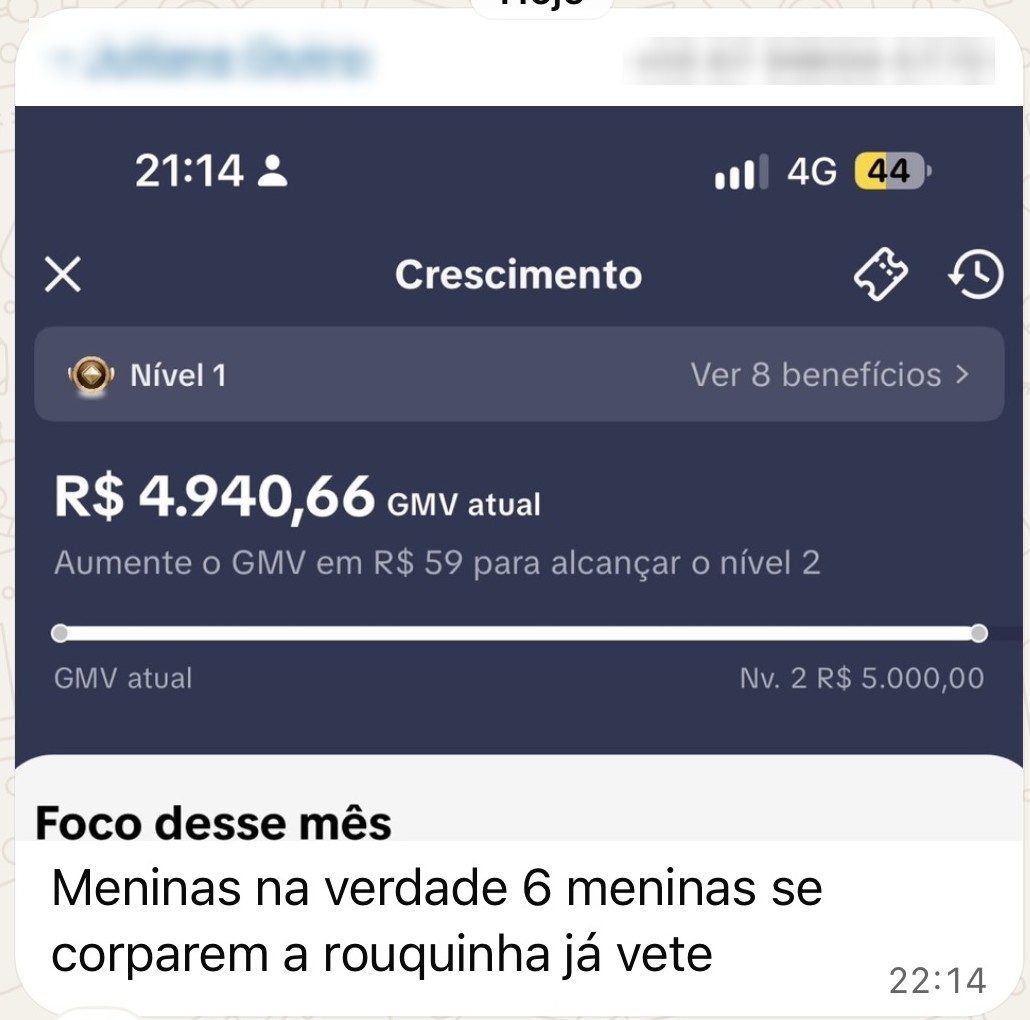 21:14
4G 44
Crescimento
Nível 1
Ver 8 benefícios >
R$ 4.940,66 GMV atual
Aumente o GMV em R$ 59 para alcançar o nível 2
GMV atual
Nv. 2 R$ 5.000,00
Foco desse mês
Meninas na verdade 6 meninas se
corparem a rouquinha já vete
22:14